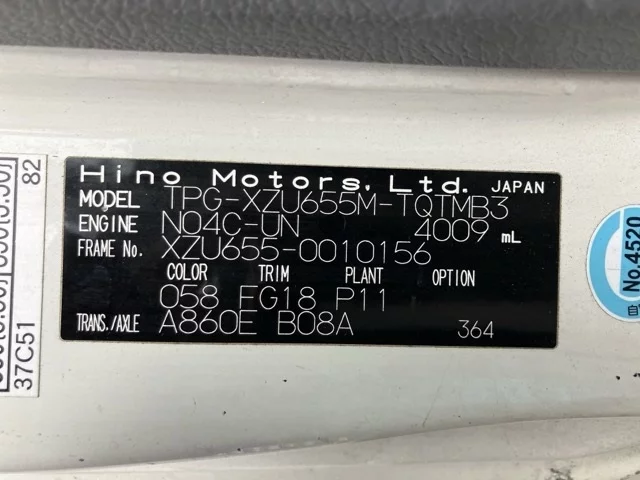 Hino Motors, Ltd. JAPAN
MODEL TPG-XZU655M-TQTMB3
ENGINE N04C-UN 4009 mL
FRAME No. XZU655-0010156
COLOR TRIM PLANT OPTION
058 FG18 P11
TRANS./AXLE A860E B08A 364
82
37C51
No.4520
自